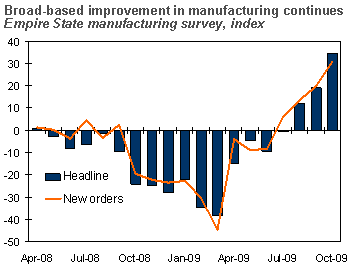 Broad-based improvement in manufacturing continues
Empire State manufacturing survey, index
40
30
20
10
0
-10
-20
-30
-40
-50
Headline
New orders
Apr-08
Jul-08
Oct-08
Jan-09
Apr-09
Jul-09
Oct-09